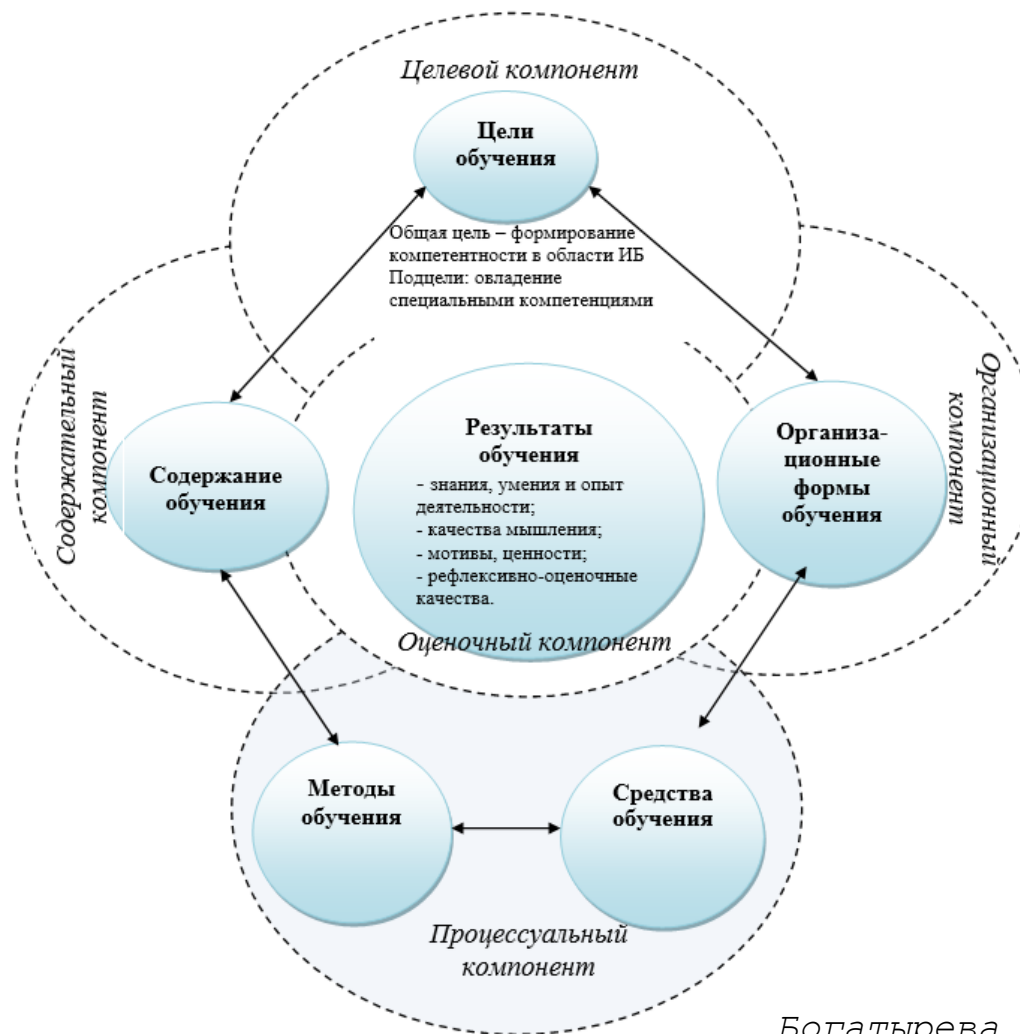 Целевой компонент
Цели
обучения
Общая цель – формирование
компетентности в области ИБ
Подцели: овладение
специальными компетенциями
Содержательный
компонент
Содержание
обучения
Результаты
обучения
- знания, умения и опыт
деятельности;
- качества мышления;
- мотивы, ценности;
- рефлексивно-оценочные
качества.
Оценочный компонент
Организа-
ционные
формы
обучения
Организационный
компонент
Методы
обучения
Средства
обучения
Процессуальный
компонент
Богатырева